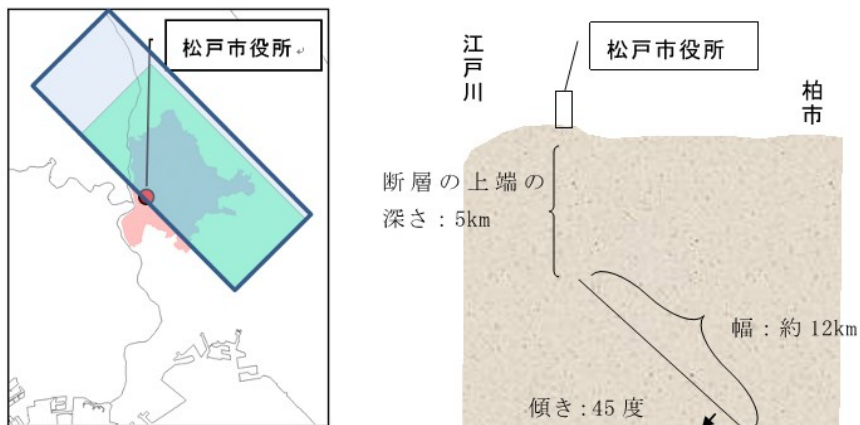 松戸市役所
江戸川
松戸市役所
柏市
断層の上端の
深さ：5km
幅：約 12km
傾き:45 度